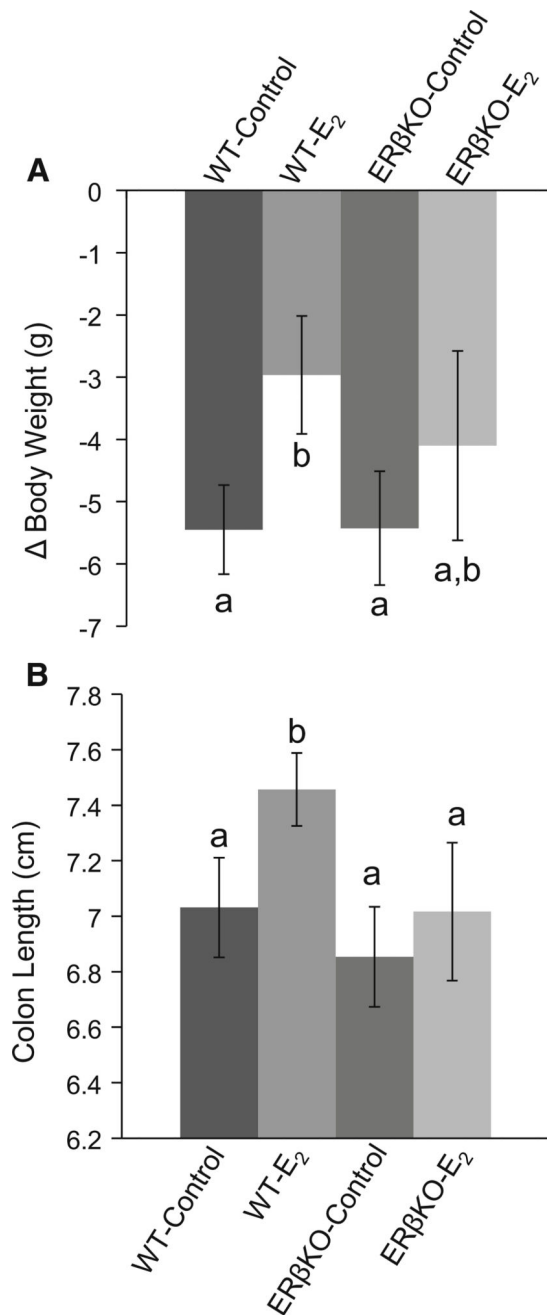 WT-Control
WT-E₂
ERβKO-Control
ERβKO-E₂
A
Δ Body Weight (g)
0
-1
-2
-3
-4
-5
-6
-7
a
b
a
a,b
B
Colon Length (cm)
7.8
7.6
7.4
7.2
7
6.8
6.6
6.4
6.2
a
b
a
a
WT-Control
WT-E₂
ERβKO-Control
ERβKO-E₂